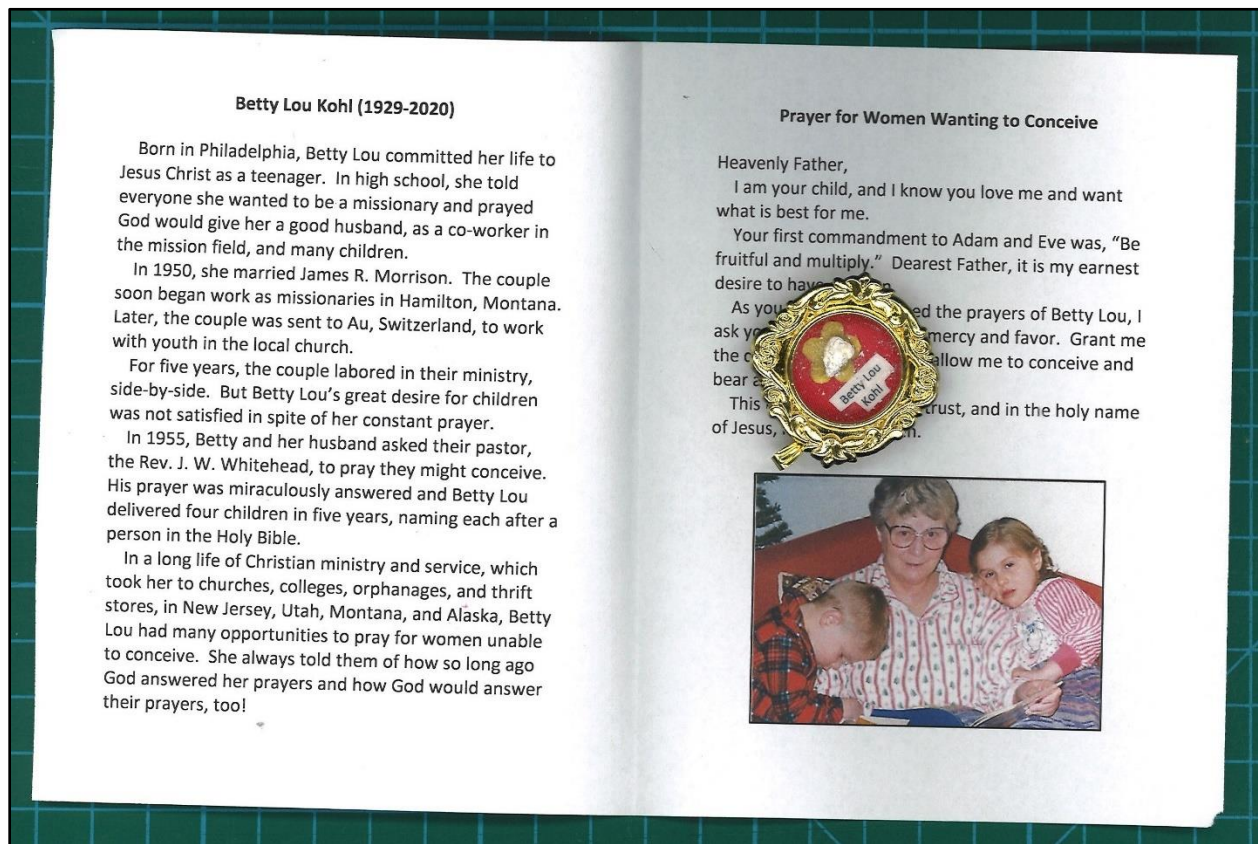 Betty Lou Kohl (1929-2020)
Born in Philadelphia, Betty Lou committed her life to
Jesus Christ as a teenager. In high school, she told
everyone she wanted to be a missionary and prayed
God would give her a good husband, as a co-worker in
the mission field, and many children.
In 1950, she married James R. Morrison. The couple
soon began work as missionaries in Hamilton, Montana.
Later, the couple was sent to Au, Switzerland, to work
with youth in the local church.
For five years, the couple labored in their ministry,
side-by-side. But Betty Lou's great desire for children
was not satisfied in spite of her constant prayer.
In 1955, Betty and her husband asked their pastor,
the Rev. J. W. Whitehead, to pray they might conceive.
His prayer was miraculously answered and Betty Lou
delivered four children in five years, naming each after a
person in the Holy Bible.
In a long life of Christian ministry and service, which
took her to churches, colleges, orphanages, and thrift
stores, in New Jersey, Utah, Montana, and Alaska, Betty
Lou had many opportunities to pray for women unable
to conceive. She always told them of how so long ago
God answered her prayers and how God would answer
their prayers, too!
Prayer for Women Wanting to Conceive
Heavenly Father,
I am your child, and I know you love me and want
what is best for me.
Your first commandment to Adam and Eve was, "Be
fruitful and multiply." Dearest Father, it is my earnest
desire to
As you the prayers of Betty Lou, I
ask mercy and favor. Grant me
the allow me to conceive and
bear
This trust, and in the holy name
of Jesus,
Betty Lou
Kohl